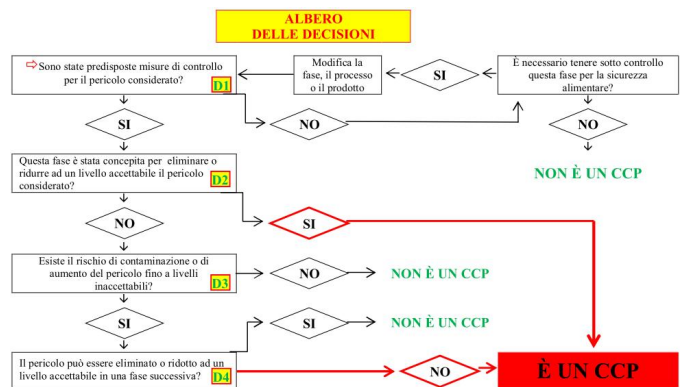 ALBERO
DELLE DECISIONI
⇨ Sono state predisposte misure di controllo
per il pericolo considerato?
D1
Modifica la
fase, il processo
o il prodotto
SI
È necessario tenere sotto controllo
questa fase per la sicurezza
alimentare?
SI
NO
NO
NON È UN CCP
Questa fase è stata concepita per eliminare o
ridurre ad un livello accettabile il pericolo
considerato?
D2
NO
SI
Esiste il rischio di contaminazione o di
aumento del pericolo fino a livelli
inaccettabili?
D3
NO
NON È UN CCP
SI
SI
NON È UN CCP
Il pericolo può essere eliminato o ridotto ad un
livello accettabile in una fase successiva?
D4
NO
È UN CCP